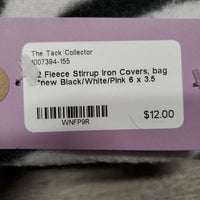 The Tack Collector
1007394-155
2 Fleece Stirrup Iron Covers, bag
*new Black/White/Pink 6 x 3.5
$12.00
WNFP9R